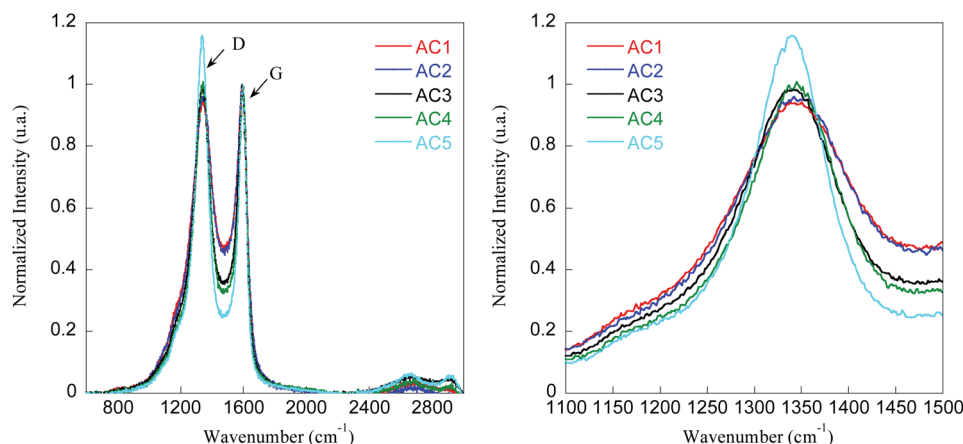 1.2
1
0.8
0.6
0.4
0.2
0
Normalized Intensity (u.a.)
D
G
AC1
AC2
AC3
AC4
AC5
800 1200 1600 2000 2400 2800
Wavenumber (cm⁻¹)
1.2
1
0.8
0.6
0.4
0.2
0
Normalized Intensity (u.a.)
AC1
AC2
AC3
AC4
AC5
1100 1150 1200 1250 1300 1350 1400 1450 1500
Wavenumber (cm⁻¹)